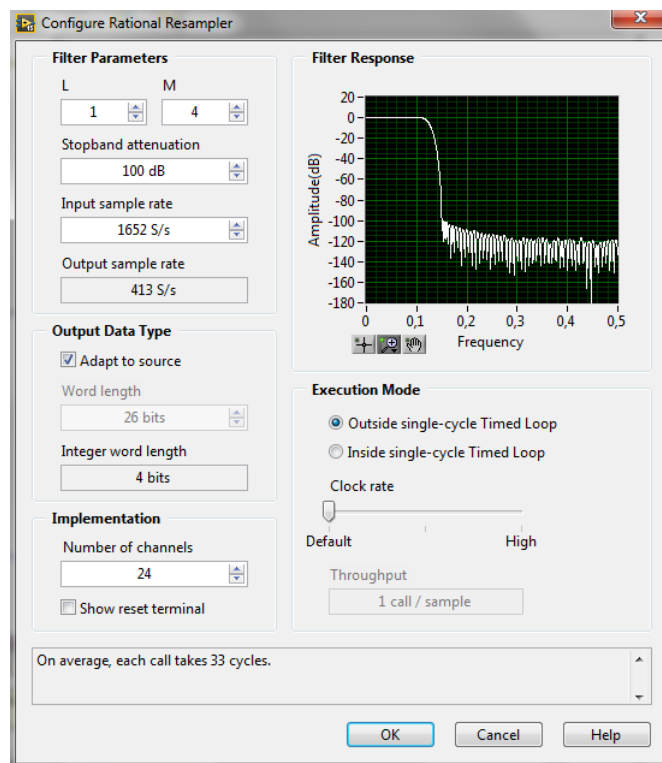 Configure Rational Resampler
Filter Parameters
L M
1 4
Stopband attenuation
100 dB
Input sample rate
1652 S/s
Output sample rate
413 S/s
Output Data Type
Adapt to source
Word length
26 bits
Integer word length
4 bits
Implementation
Number of channels
24
Show reset terminal
Filter Response
Amplitude(dB)
20
0
-20
-40
-60
-80
-100
-120
-140
-160
-180
0 0,1 0,2 0,3 0,4 0,5
Frequency
Execution Mode
Outside single-cycle Timed Loop
Inside single-cycle Timed Loop
Clock rate
Default High
Throughput
1 call / sample
On average, each call takes 33 cycles.
OK Cancel Help